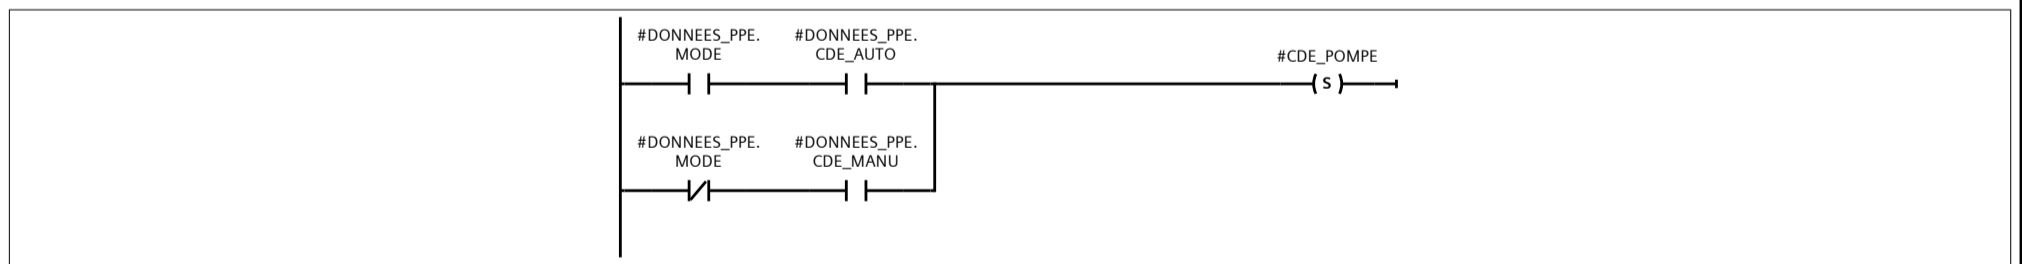 #DONNEES_PPE.
MODE
#DONNEES_PPE.
CDE_AUTO
#CDE_POMPE
S
#DONNEES_PPE.
MODE
#DONNEES_PPE.
CDE_MANU